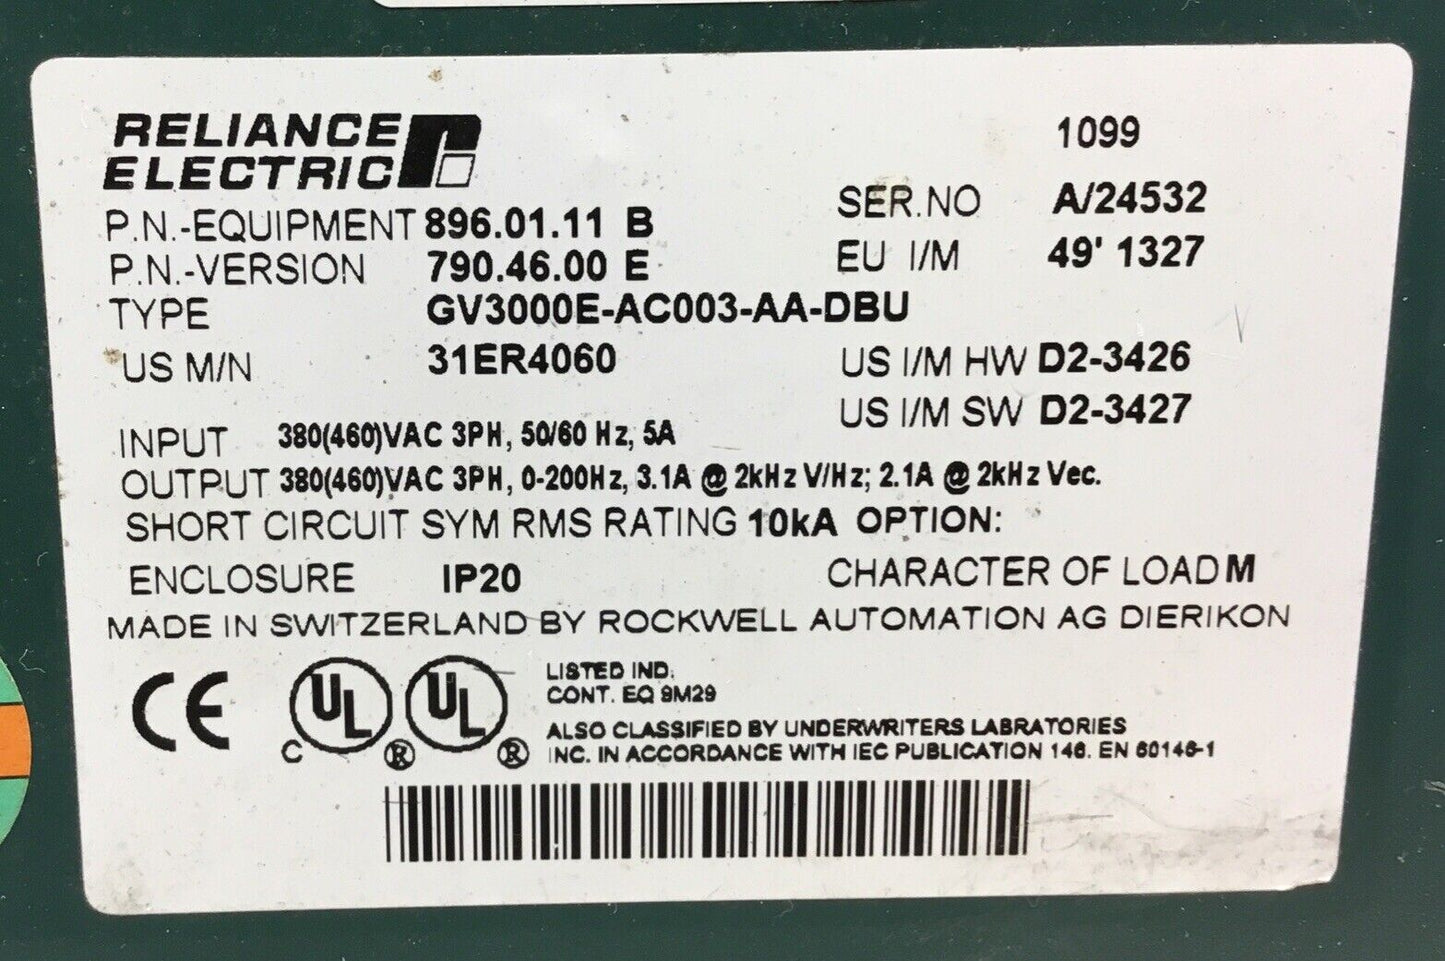 RELIANCE
ELECTRIC
1099
P.N.-EQUIPMENT 896.01.11 B SER.NO A/24532
P.N.-VERSION 790.46.00 E EU I/M 49' 1327
TYPE GV3000E-AC003-AA-DBU
US M/N 31ER4060 US I/M HW D2-3426
US I/M SW D2-3427
INPUT 380(460)VAC 3PH, 50/60 Hz, 5A
OUTPUT 380(460)VAC 3PH, 0-200Hz, 3.1A @ 2kHz V/Hz; 2.1A @ 2kHz Vec.
SHORT CIRCUIT SYM RMS RATING 10kA OPTION:
ENCLOSURE IP20 CHARACTER OF LOAD M
MADE IN SWITZERLAND BY ROCKWELL AUTOMATION AG DIERIKON
CE C UL ® UL ®
LISTED IND.
CONT. EQ 9M29
ALSO CLASSIFIED BY UNDERWRITERS LABRATORIES
INC. IN ACCORDANCE WITH IEC PUBLICATION 146. EN 60146-1